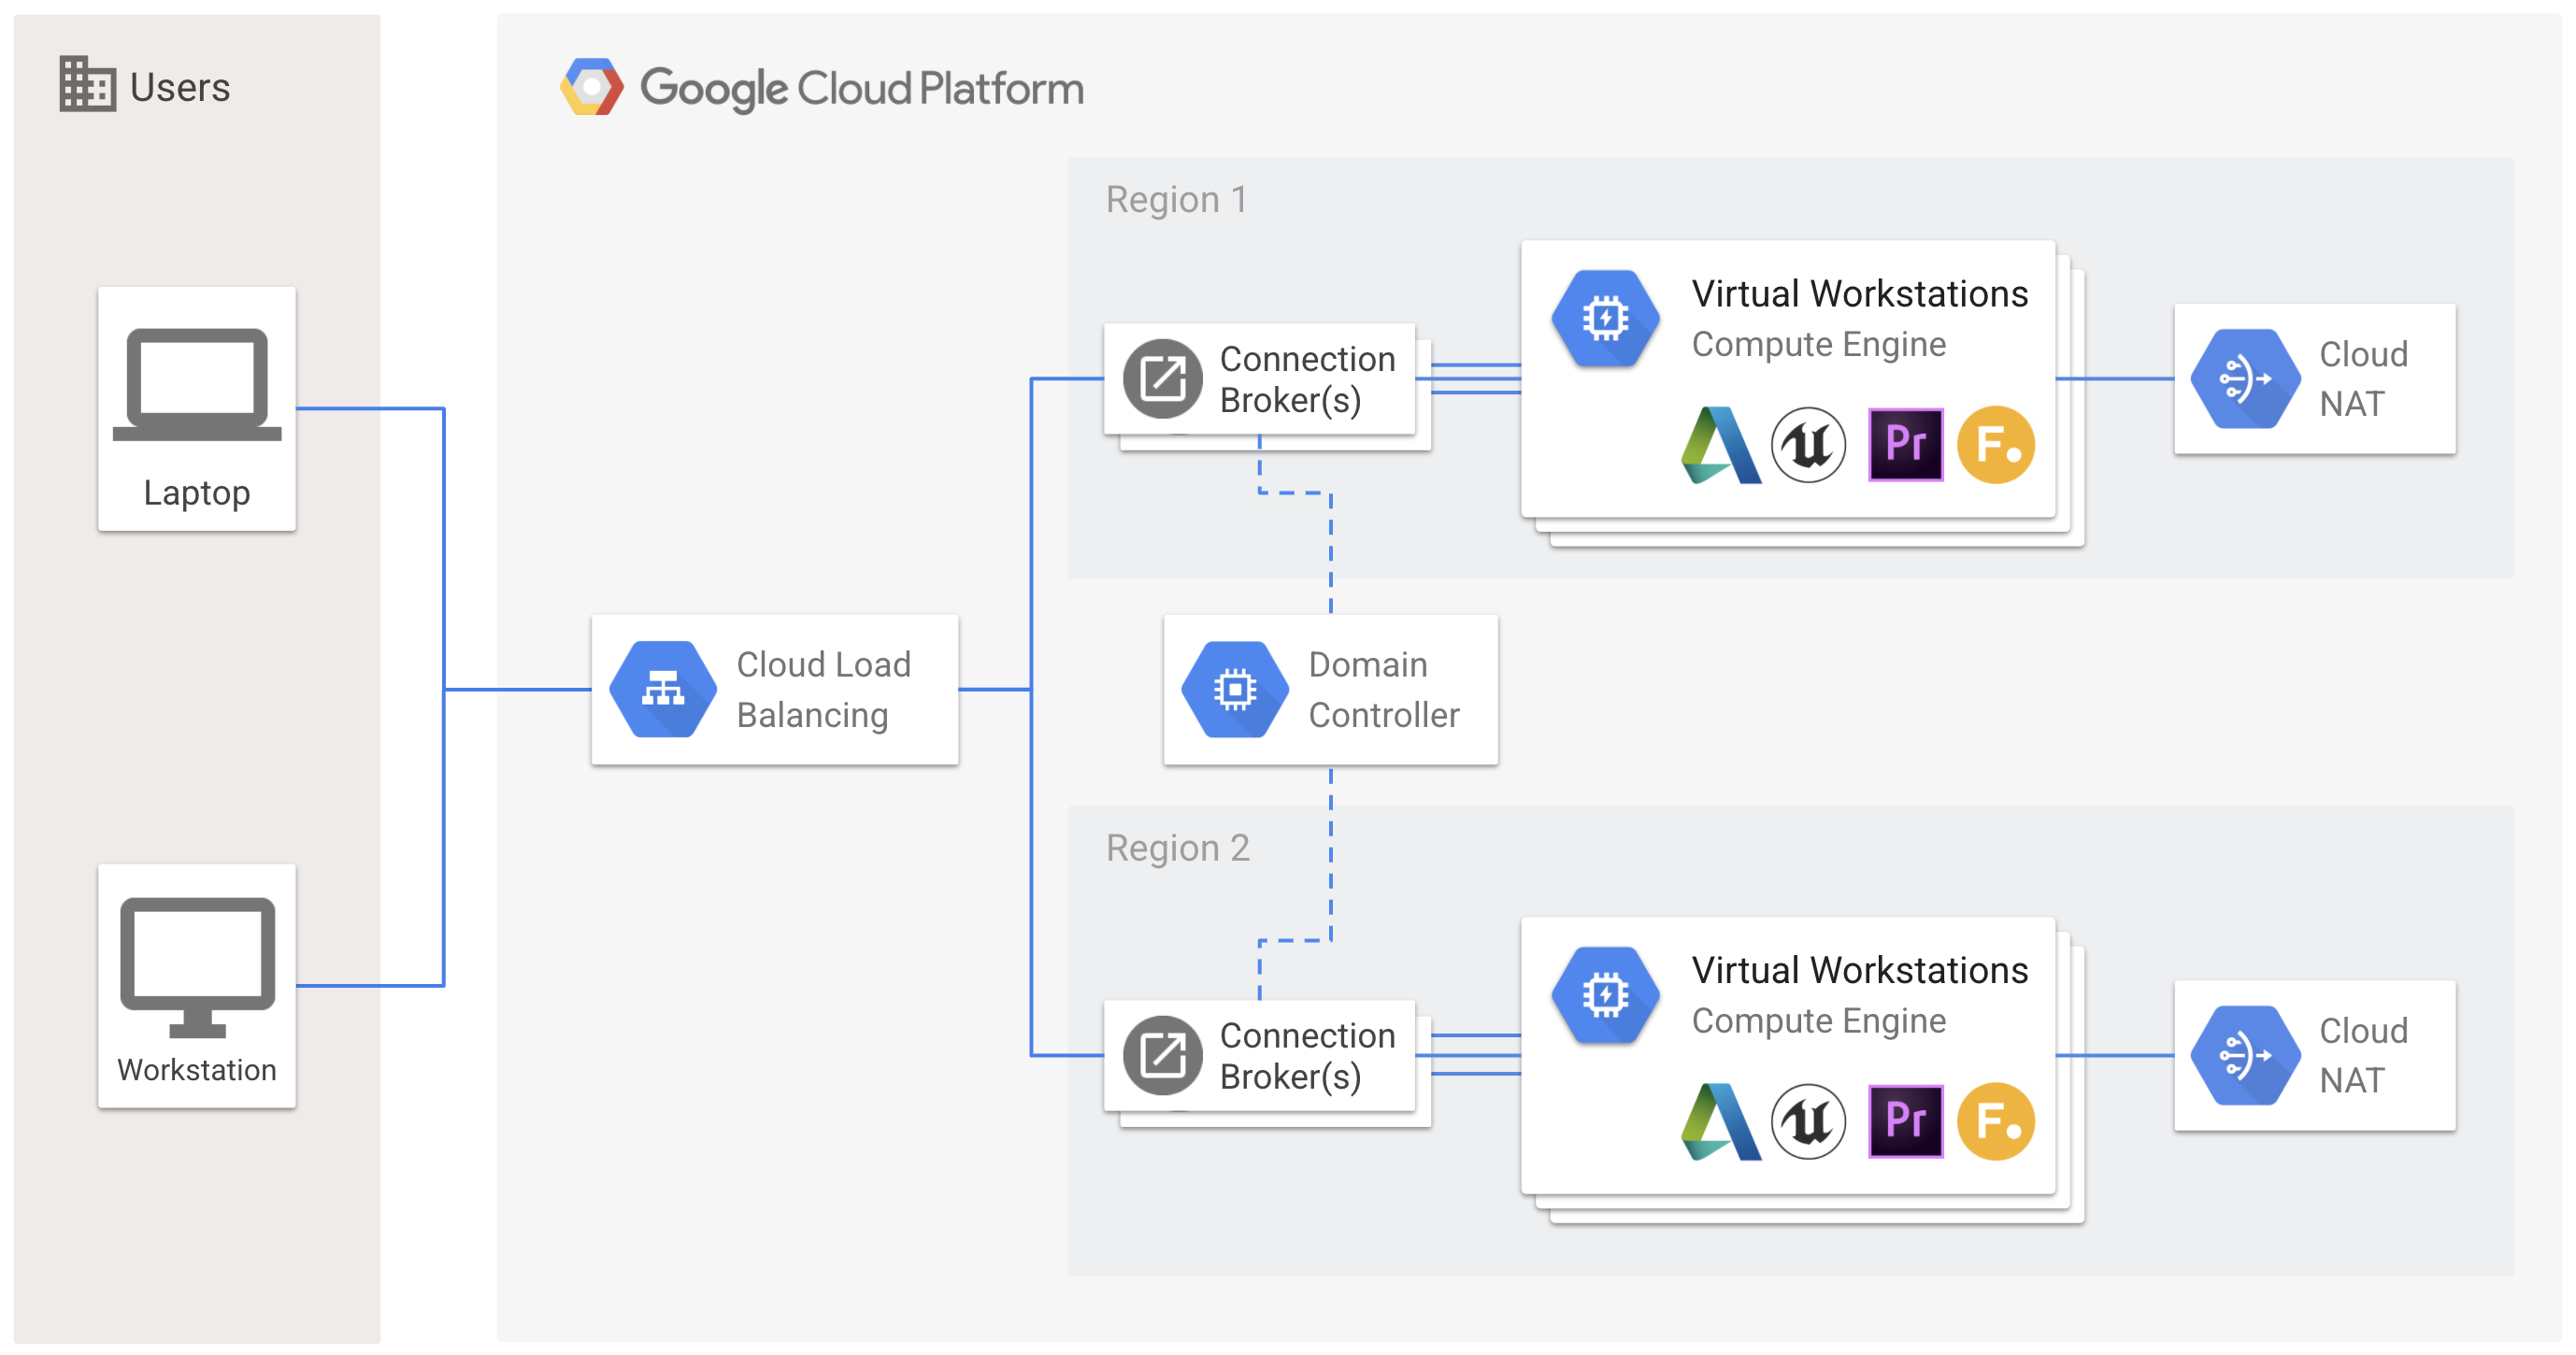 Users
Google Cloud Platform
Region 1
Laptop
Connection
Broker(s)
Virtual Workstations
Compute Engine
Pr
F.
Cloud
NAT
Cloud Load
Balancing
Domain
Controller
Region 2
Workstation
Connection
Broker(s)
Virtual Workstations
Compute Engine
Pr
F.
Cloud
NAT